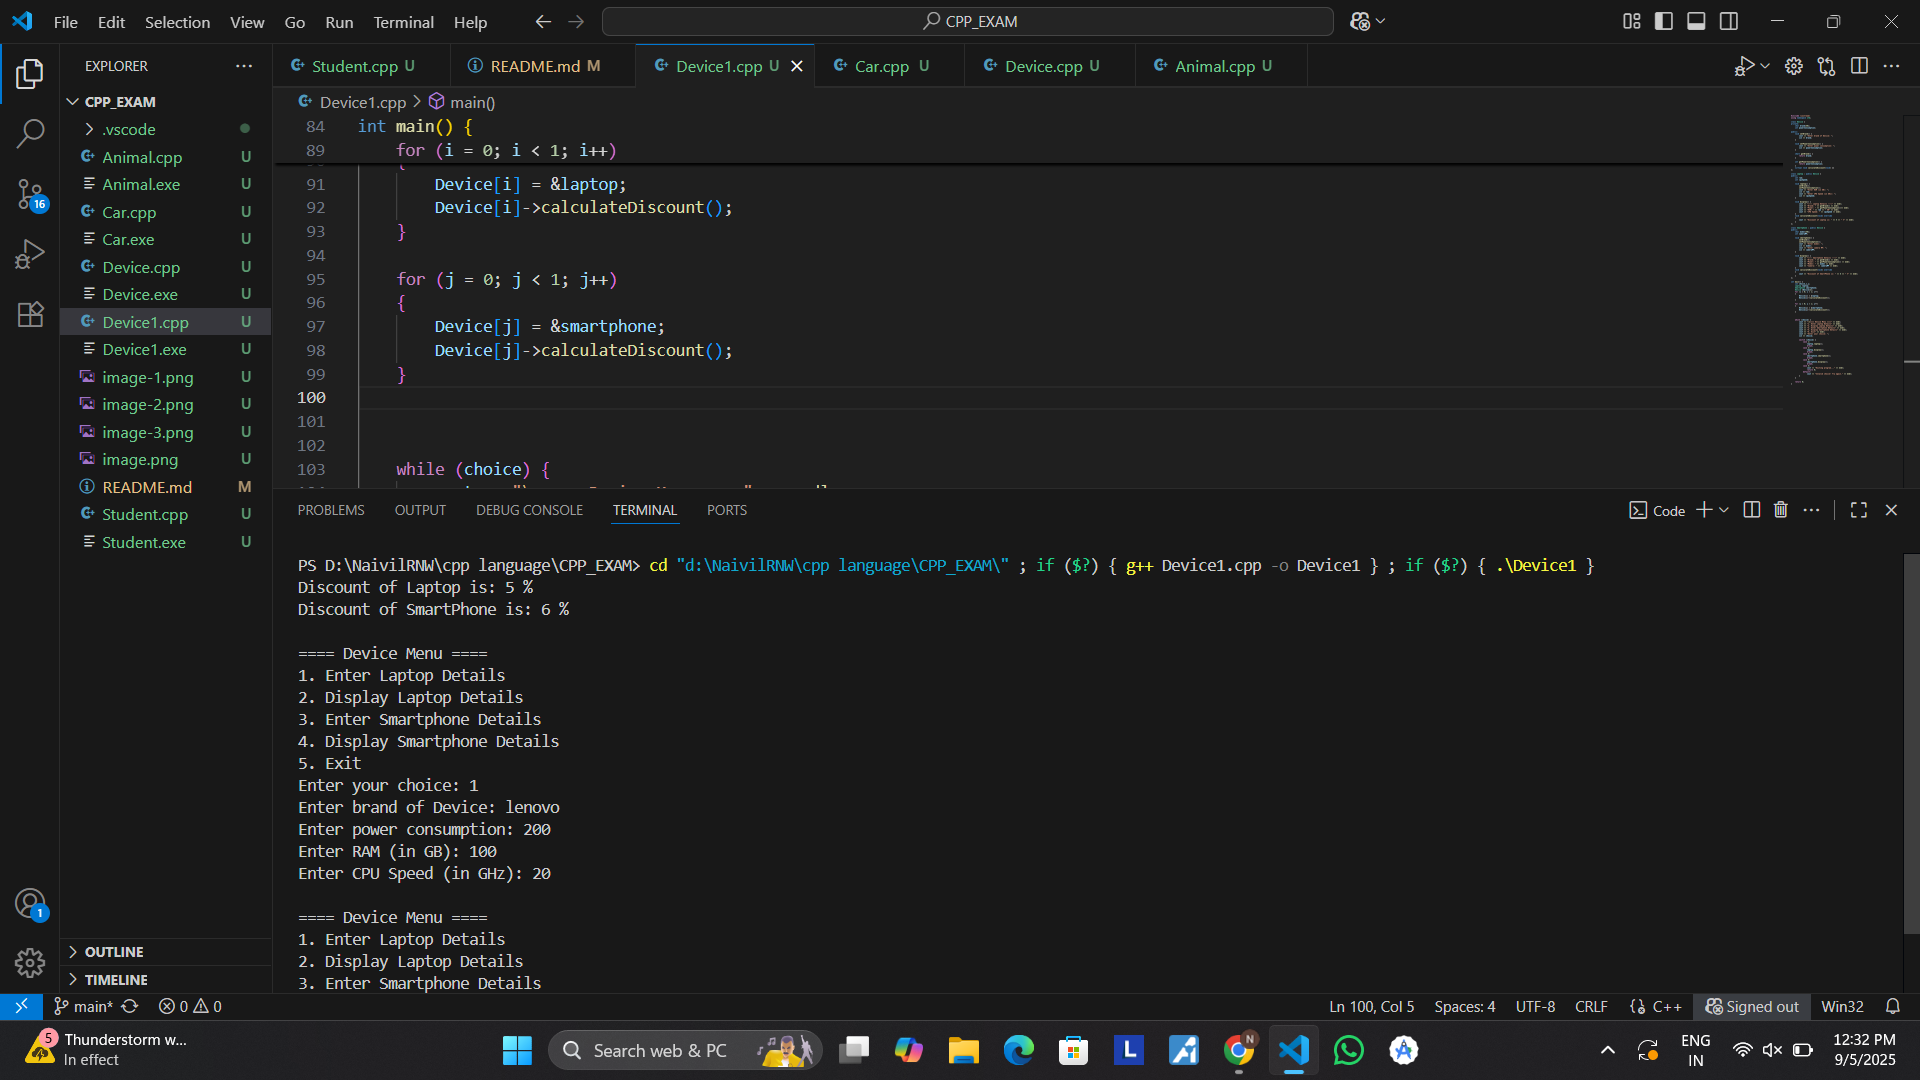 File Edit Selection View Go Run Terminal Help
CPP_EXAM
EXPLORER
Student.cpp U
README.md M
Device1.cpp U
Car.cpp U
Device.cpp U
Animal.cpp U
CPP_EXAM
.vscode
Animal.cpp U
Animal.exe U
Car.cpp U
Car.exe U
Device.cpp U
Device.exe U
Device1.cpp U
Device1.exe U
image-1.png U
image-2.png U
image-3.png U
image.png U
README.md M
Student.cpp U
Student.exe U
OUTLINE
TIMELINE
16
1
Device1.cpp > main()
84 int main() {
89 for (i = 0; i < 1; i++)
91 Device[i] = &laptop;
92 Device[i]->calculateDiscount();
93 }
94
95 for (j = 0; j < 1; j++)
96 {
97 Device[j] = &smartphone;
98 Device[j]->calculateDiscount();
99 }
100
101
102
103 while (choice) {
PROBLEMS OUTPUT DEBUG CONSOLE TERMINAL PORTS
Code
PS D:\NaivilRNW\cpp language\CPP_EXAM> cd "d:\NaivilRNW\cpp language\CPP_EXAM\" ; if ($?) { g++ Device1.cpp -o Device1 } ; if ($?) { .\Device1 }
Discount of Laptop is: 5 %
Discount of SmartPhone is: 6 %
==== Device Menu ====
1. Enter Laptop Details
2. Display Laptop Details
3. Enter Smartphone Details
4. Display Smartphone Details
5. Exit
Enter your choice: 1
Enter brand of Device: lenovo
Enter power consumption: 200
Enter RAM (in GB): 100
Enter CPU Speed (in GHz): 20
==== Device Menu ====
1. Enter Laptop Details
2. Display Laptop Details
3. Enter Smartphone Details
main* 0 0
Ln 100, Col 5 Spaces: 4 UTF-8 CRLF C++ Signed out Win32
5
Thunderstorm w...
In effect
Search web & PC
L
N
ENG
IN
12:32 PM
9/5/2025